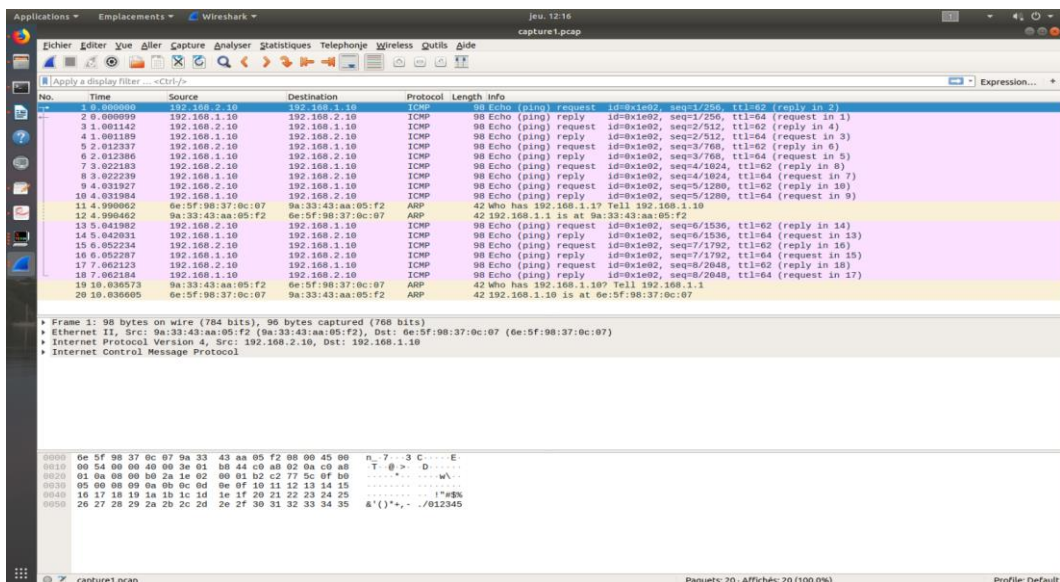 Applications Emplacements Wireshark jeu. 12:16
capture1.pcap
Fichier Editer Vue Aller Capture Analyser Statistiques Telephonje Wireless Outils Aide
Apply a display filter ... <Ctrl-/> Expression... +
No. Time Source Destination Protocol Length Info
1 0.000000 192.168.2.10 192.168.1.10 ICMP 98 Echo (ping) request id=0x1e02, seq=1/256, ttl=62 (reply in 2)
2 0.000099 192.168.1.10 192.168.2.10 ICMP 98 Echo (ping) reply id=0x1e02, seq=1/256, ttl=64 (request in 1)
3 1.001142 192.168.2.10 192.168.1.10 ICMP 98 Echo (ping) request id=0x1e02, seq=2/512, ttl=62 (reply in 4)
4 1.001189 192.168.1.10 192.168.2.10 ICMP 98 Echo (ping) reply id=0x1e02, seq=2/512, ttl=64 (request in 3)
5 2.012337 192.168.2.10 192.168.1.10 ICMP 98 Echo (ping) request id=0x1e02, seq=3/768, ttl=62 (reply in 6)
6 2.012386 192.168.1.10 192.168.2.10 ICMP 98 Echo (ping) reply id=0x1e02, seq=3/768, ttl=64 (request in 5)
7 3.022183 192.168.2.10 192.168.1.10 ICMP 98 Echo (ping) request id=0x1e02, seq=4/1024, ttl=62 (reply in 8)
8 3.022239 192.168.1.10 192.168.2.10 ICMP 98 Echo (ping) reply id=0x1e02, seq=4/1024, ttl=64 (request in 7)
9 4.031927 192.168.2.10 192.168.1.10 ICMP 98 Echo (ping) request id=0x1e02, seq=5/1280, ttl=62 (reply in 10)
10 4.031984 192.168.1.10 192.168.2.10 ICMP 98 Echo (ping) reply id=0x1e02, seq=5/1280, ttl=64 (request in 9)
11 4.990062 6e:5f:98:37:0c:07 9a:33:43:aa:05:f2 ARP 42 Who has 192.168.1.1? Tell 192.168.1.10
12 4.990462 9a:33:43:aa:05:f2 6e:5f:98:37:0c:07 ARP 42 192.168.1.1 is at 9a:33:43:aa:05:f2
13 5.041982 192.168.2.10 192.168.1.10 ICMP 98 Echo (ping) request id=0x1e02, seq=6/1536, ttl=62 (reply in 14)
14 5.042031 192.168.1.10 192.168.2.10 ICMP 98 Echo (ping) reply id=0x1e02, seq=6/1536, ttl=64 (request in 13)
15 6.052234 192.168.2.10 192.168.1.10 ICMP 98 Echo (ping) request id=0x1e02, seq=7/1792, ttl=62 (reply in 16)
16 6.052287 192.168.1.10 192.168.2.10 ICMP 98 Echo (ping) reply id=0x1e02, seq=7/1792, ttl=64 (request in 15)
17 7.062123 192.168.2.10 192.168.1.10 ICMP 98 Echo (ping) request id=0x1e02, seq=8/2048, ttl=62 (reply in 18)
18 7.062184 192.168.1.10 192.168.2.10 ICMP 98 Echo (ping) reply id=0x1e02, seq=8/2048, ttl=64 (request in 17)
19 10.036573 9a:33:43:aa:05:f2 6e:5f:98:37:0c:07 ARP 42 Who has 192.168.1.10? Tell 192.168.1.1
20 10.036605 6e:5f:98:37:0c:07 9a:33:43:aa:05:f2 ARP 42 192.168.1.10 is at 6e:5f:98:37:0c:07
Frame 1: 98 bytes on wire (784 bits), 96 bytes captured (768 bits)
Ethernet II, Src: 9a:33:43:aa:05:f2 (9a:33:43:aa:05:f2), Dst: 6e:5f:98:37:0c:07 (6e:5f:98:37:0c:07)
Internet Protocol Version 4, Src: 192.168.2.10, Dst: 192.168.1.10
Internet Control Message Protocol
0000 6e 5f 98 37 0c 07 9a 33 43 aa 05 f2 08 00 45 00 n_·7···3 C·····E·
0010 00 54 00 00 40 00 3e 01 b8 44 c0 a8 02 0a c0 a8 ·T··@·>· ·D······
0020 01 0a 08 00 b0 2a 1e 02 00 01 b2 c2 77 5c 0f b0 ·····*·· ····w\··
0030 05 00 08 09 0a 0b 0c 0d 0e 0f 10 11 12 13 14 15 ········ ········
0040 16 17 18 19 1a 1b 1c 1d 1e 1f 20 21 22 23 24 25 ········ ·· !"#$%
0050 26 27 28 29 2a 2b 2c 2d 2e 2f 30 31 32 33 34 35 &'()*+,- ./012345
capture1.pcap Paquets: 20 · Affichés: 20 (100.0%) Profile: Default